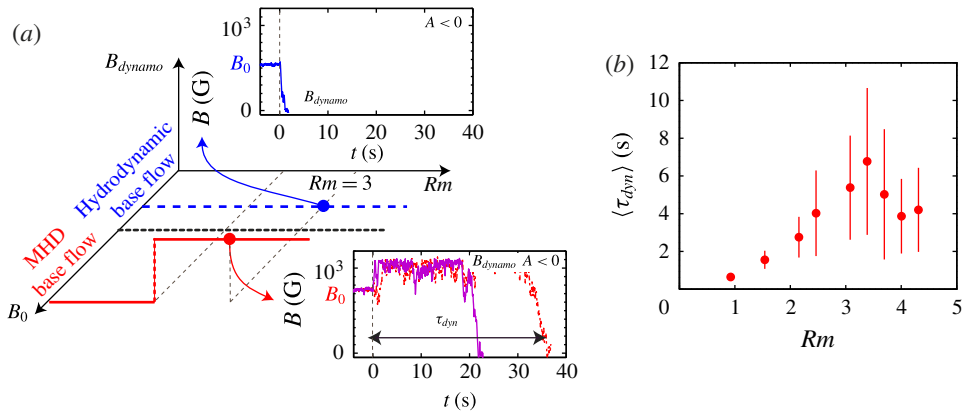 (a)
B_dynamo
Hydrodynamic
base flow
MHD
base flow
B_0
Rm = 3
Rm
B (G)
10^3
B_0
0
A < 0
B_dynamo
0
10
20
30
40
t (s)
B (G)
10^3
B_0
0
B_dynamo A < 0
τ_dyn
0
10
20
30
40
t (s)
(b)
⟨τ_dyn⟩ (s)
12
10
8
6
4
2
0
1
2
3
4
5
Rm